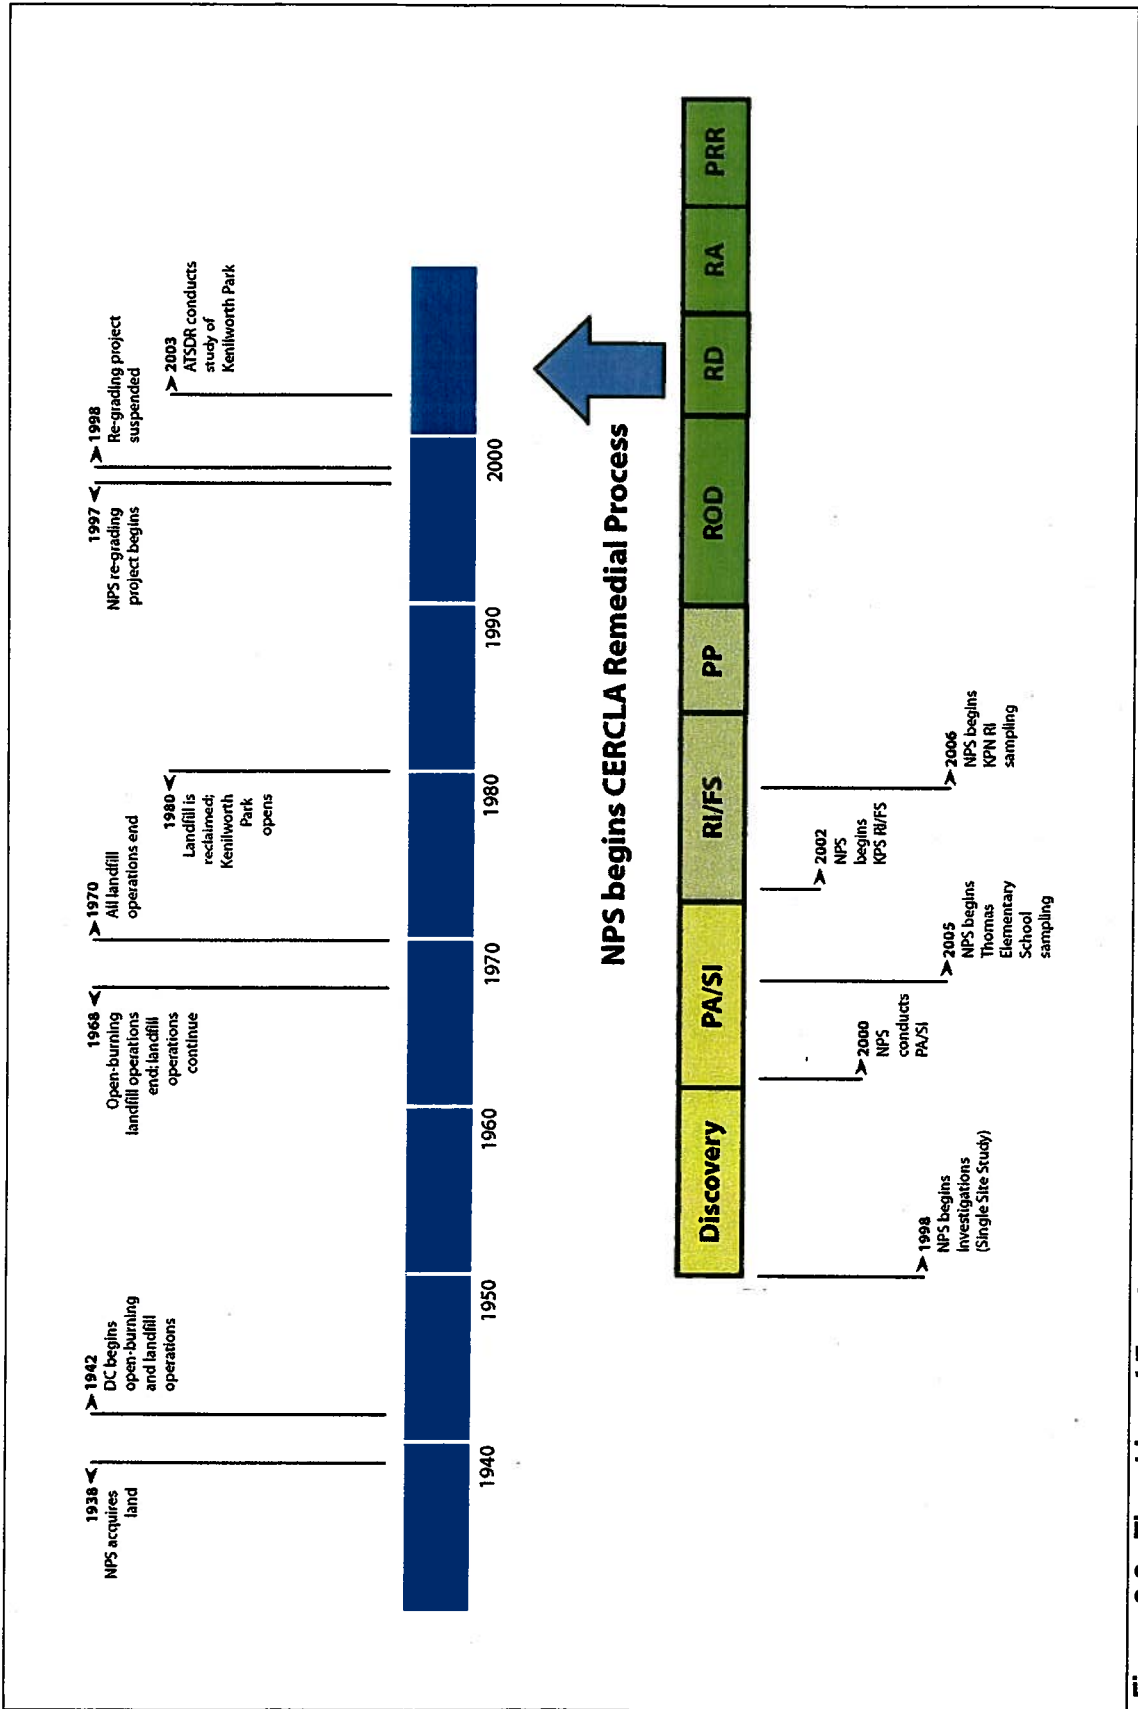 1938
NPS acquires
land
1942
DC begins
open-burning
and landfill
operations
1968
Open-burning
landfill operations
end; landfill
operations
continue
1970
All landfill
operations end
1980
Landfill is
reclaimed;
Kenilworth
Park
opens
1997
NPS re-grading
project begins
1998
Re-grading project
suspended
2003
ATSDR conducts
study of
Kenilworth Park
1940
1950
1960
1970
1980
1990
2000
NPS begins CERCLA Remedial Process
Discovery
PA/SI
RI/FS
PP
ROD
RD
RA
PRR
1998
NPS begins
Investigations
(Single Site Study)
2000
NPS
conducts
PA/SI
2005
NPS begins
Thomas
Elementary
School
sampling
2002
NPS
begins
KPS RI/FS
2006
NPS begins
KPN RI
sampling